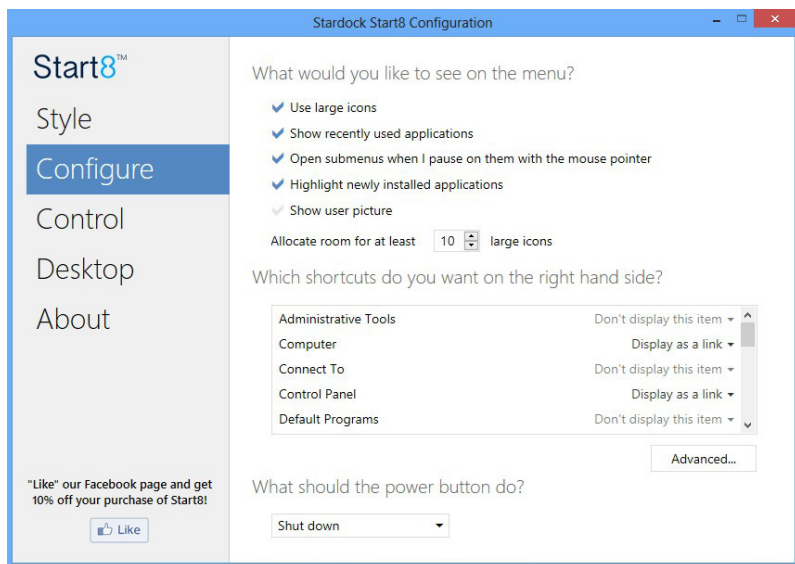 Stardock Start8 Configuration
Start8™
Style
Configure
Control
Desktop
About
"Like" our Facebook page and get
10% off your purchase of Start8!
Like
What would you like to see on the menu?
Use large icons
Show recently used applications
Open submenus when I pause on them with the mouse pointer
Highlight newly installed applications
Show user picture
Allocate room for at least 10 large icons
Which shortcuts do you want on the right hand side?
Administrative Tools Don't display this item
Computer Display as a link
Connect To Don't display this item
Control Panel Display as a link
Default Programs Don't display this item
Advanced...
What should the power button do?
Shut down